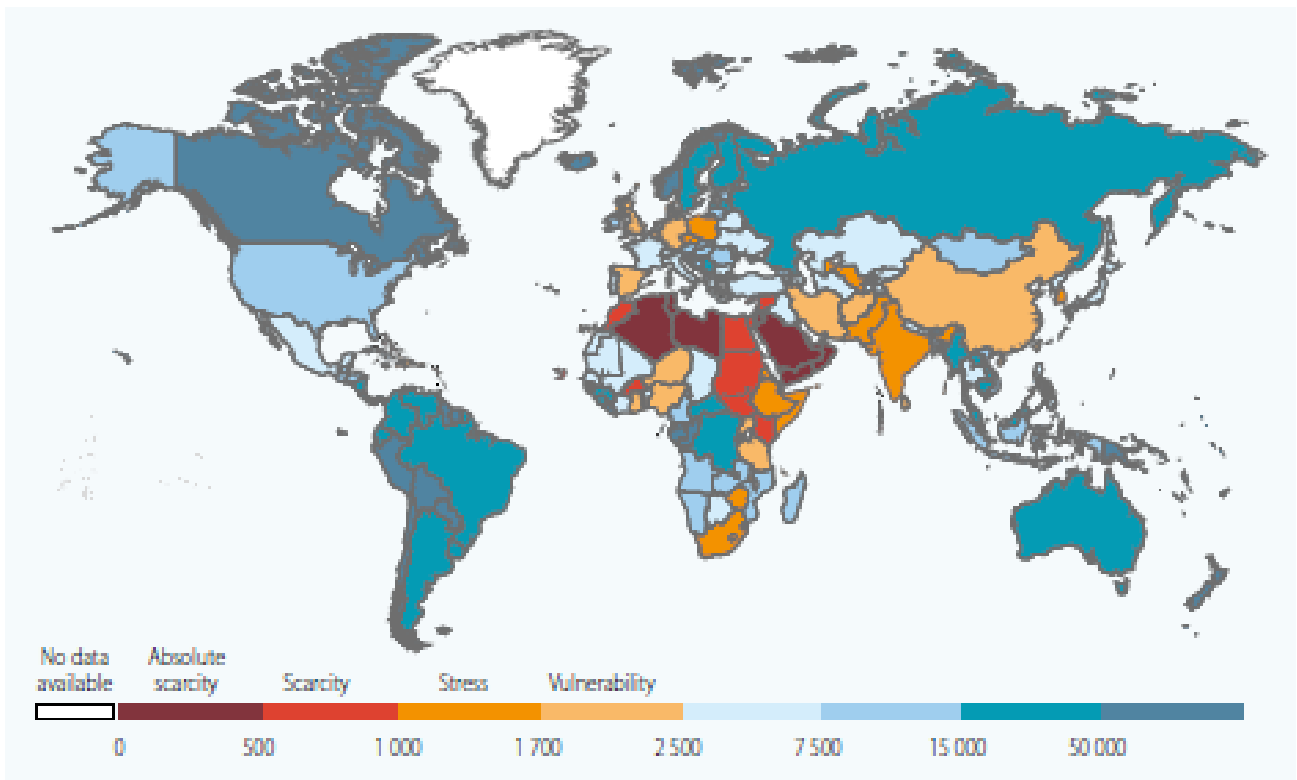 No data available
Absolute scarcity
Scarcity
Stress
Vulnerability
0 500 1 000 1 700 2 500 7 500 15 000 50 000